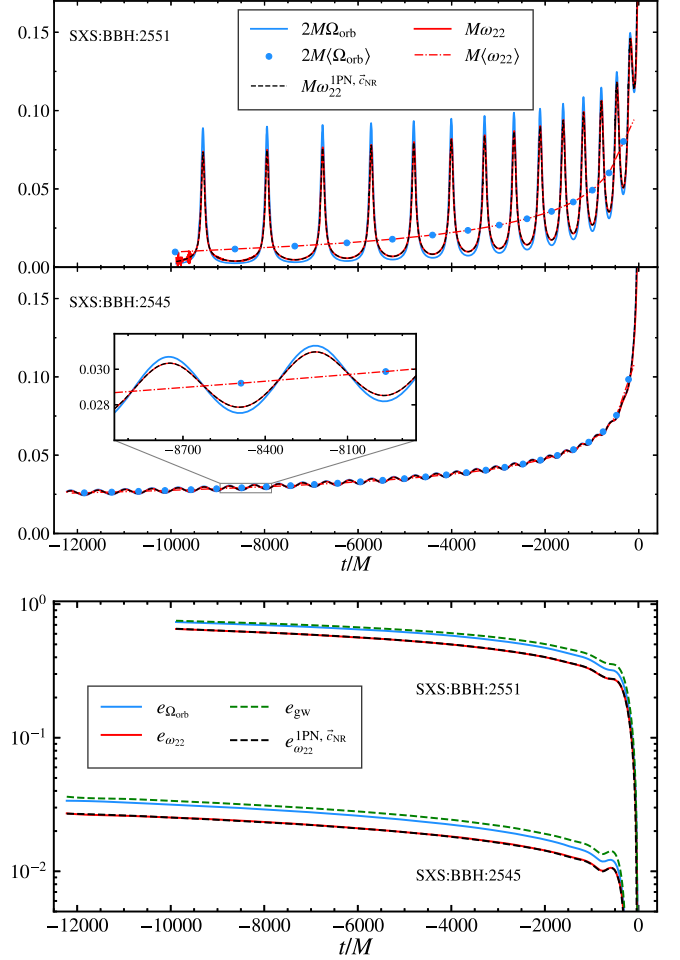 SXS:BBH:2551
2MΩ_orb
2M⟨Ω_orb⟩
Mω_22^{1PN, c⃗_NR}
Mω_22
M⟨ω_22⟩
0.15
0.10
0.05
0.00
SXS:BBH:2545
0.15
0.10
0.05
0.00
0.030
0.028
−8700 −8400 −8100
−12000 −10000 −8000 −6000 −4000 −2000 0
t/M
10^0
10^{−1}
10^{−2}
SXS:BBH:2551
e_{Ω_orb}
e_{ω_22}
e_gw
e_{ω_22}^{1PN, c⃗_NR}
SXS:BBH:2545
−12000 −10000 −8000 −6000 −4000 −2000 0
t/M